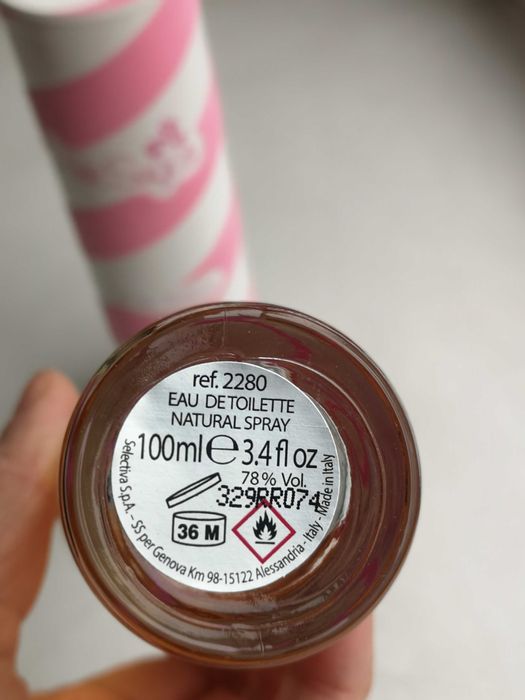 ref. 2280
EAU DE TOILETTE
NATURAL SPRAY
100ml ℮ 3.4 fl oz
78% Vol.
329RR074
36 M
Selectiva S.p.A. - SS per Genova Km 98-15122 Alessandria - Italy - Made in Italy